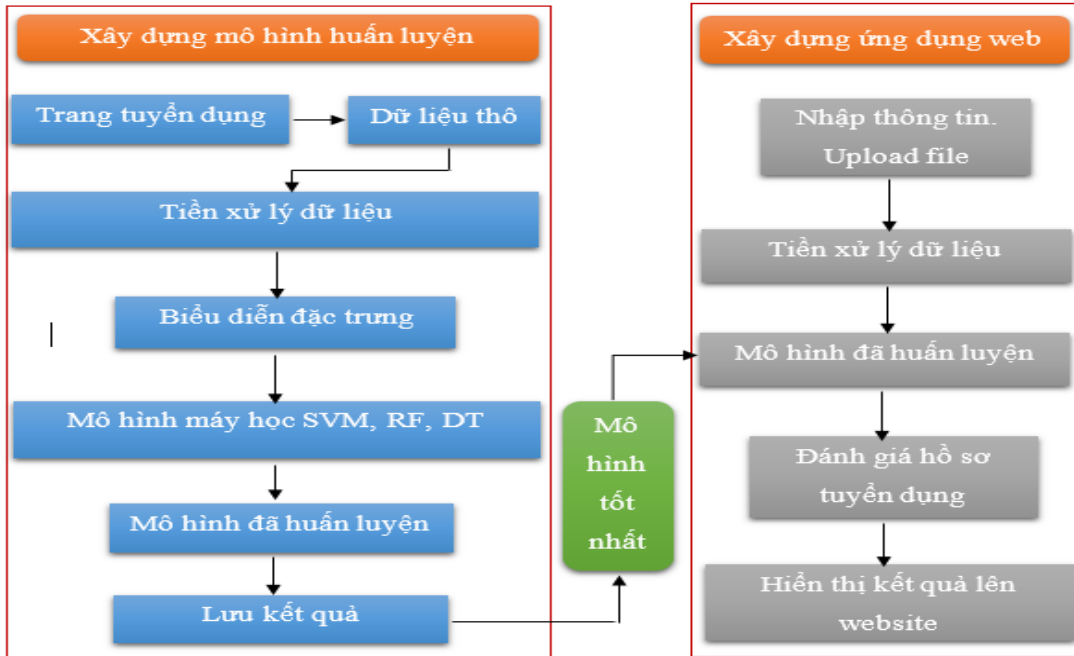 Xây dựng mô hình huấn luyện
Trang tuyển dụng
Dữ liệu thô
Tiền xử lý dữ liệu
Biểu diễn đặc trưng
Mô hình máy học SVM, RF, DT
Mô hình đã huấn luyện
Lưu kết quả
Mô
hình
tốt
nhất
Xây dựng ứng dụng web
Nhập thông tin.
Upload file
Tiền xử lý dữ liệu
Mô hình đã huấn luyện
Đánh giá hồ sơ
tuyển dụng
Hiển thị kết quả lên
website